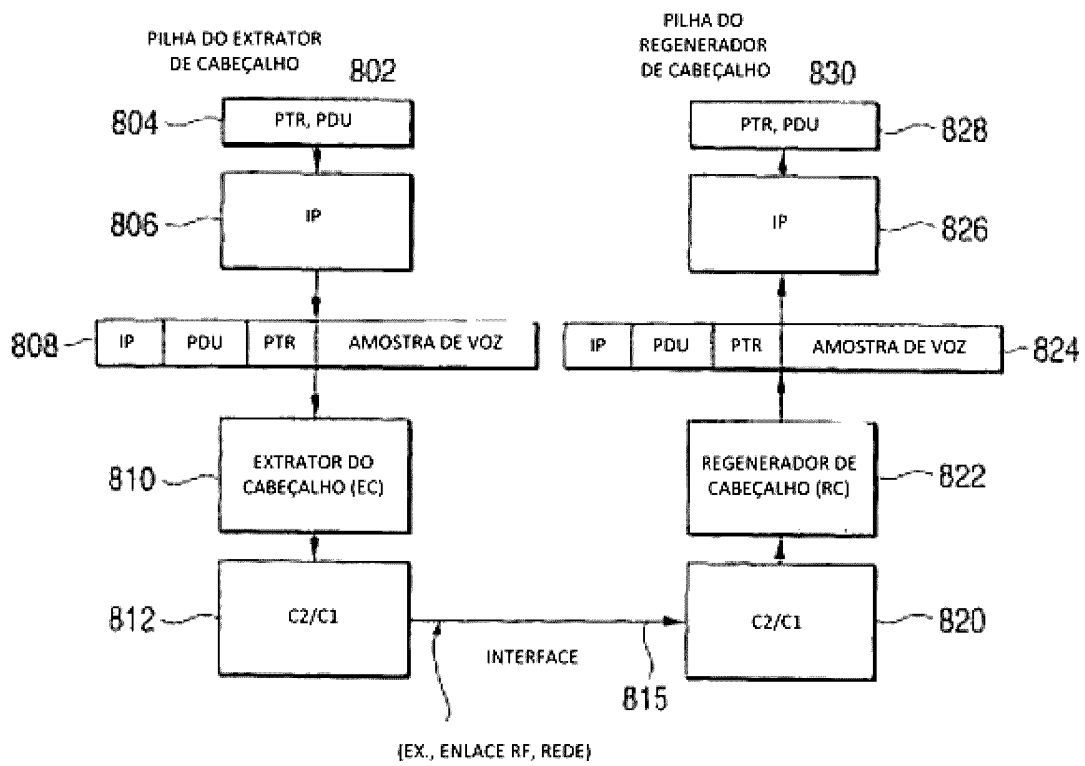 PILHA DO EXTRATOR
DE CABEÇALHO
802
804
PTR, PDU
806
IP
808
IP PDU PTR AMOSTRA DE VOZ
810
EXTRATOR DO
CABEÇALHO (EC)
812
C2/C1
INTERFACE
815
(EX., ENLACE RF, REDE)
PILHA DO
REGENERADOR
DE CABEÇALHO
830
PTR, PDU
828
IP
826
IP PDU PTR AMOSTRA DE VOZ
824
REGENERADOR DE
CABEÇALHO (RC)
822
C2/C1
820